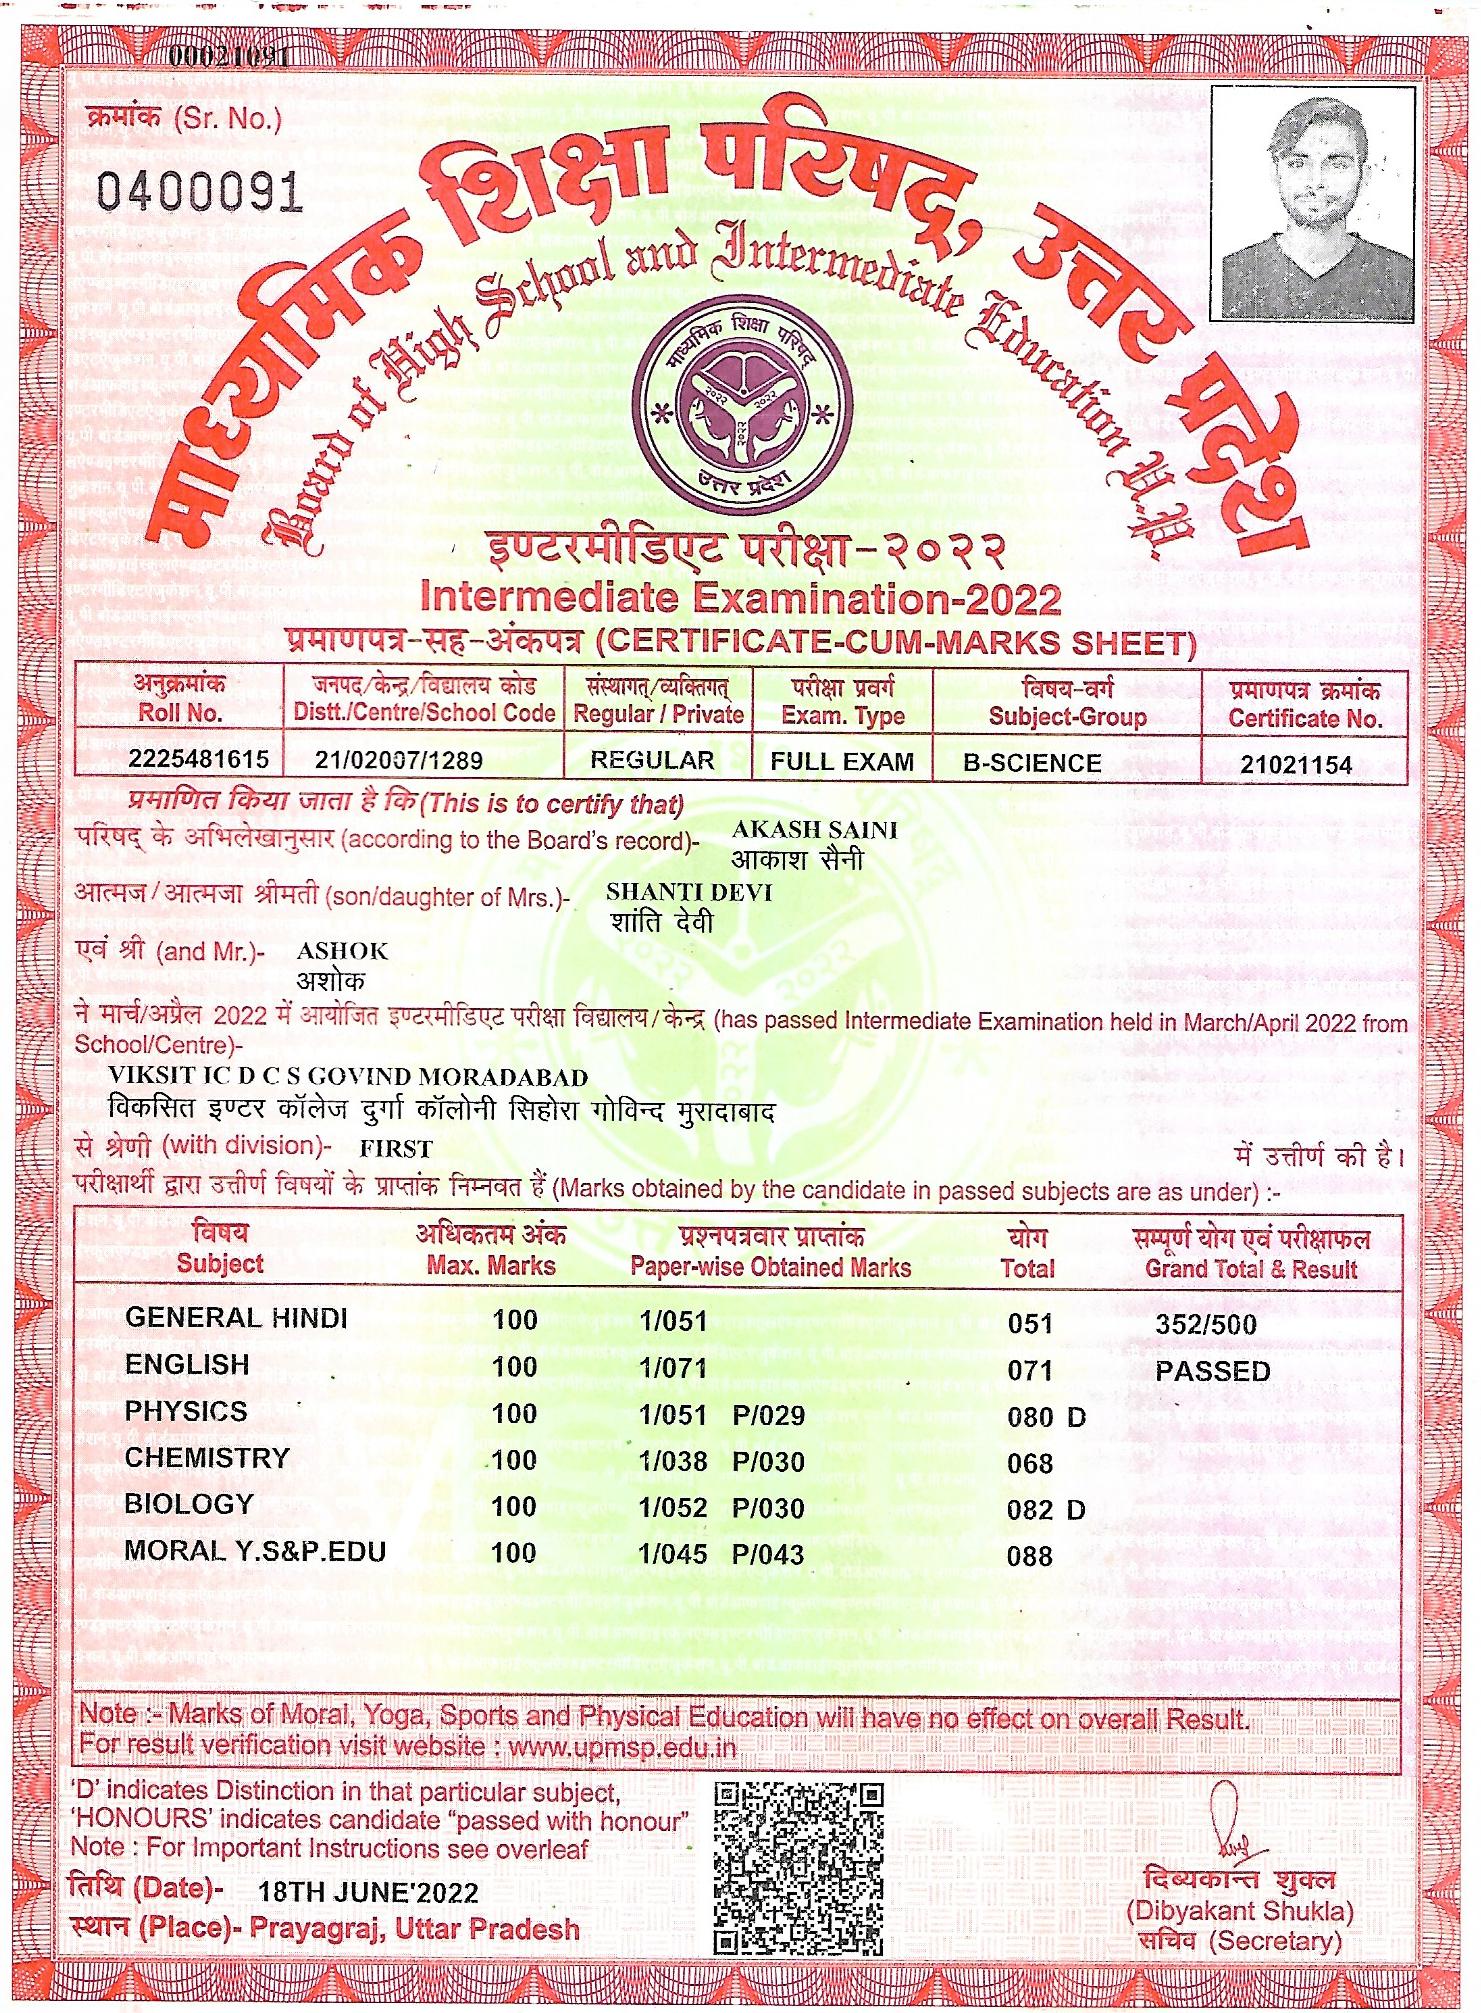 00021091
क्रमांक (Sr. No.)
0400091
माध्यमिक शिक्षा परिषद्, उत्तर प्रदेश
Board of High School and Intermediate Education U.P.
माध्यमिक शिक्षा परिषद्
२०२२ २०२२
२०२२
उत्तर प्रदेश
इण्टरमीडिएट परीक्षा-२०२२
Intermediate Examination-2022
प्रमाणपत्र-सह-अंकपत्र (CERTIFICATE-CUM-MARKS SHEET)
अनुक्रमांक जनपद/केन्द्र/विद्यालय कोड संस्थागत्/व्यक्तिगत् परीक्षा प्रवर्ग विषय-वर्ग प्रमाणपत्र क्रमांक
Roll No. Distt./Centre/School Code Regular / Private Exam. Type Subject-Group Certificate No.
2225481615 21/02007/1289 REGULAR FULL EXAM B-SCIENCE 21021154
प्रमाणित किया जाता है कि (This is to certify that)
परिषद् के अभिलेखानुसार (according to the Board's record)- AKASH SAINI
आकाश सैनी
आत्मज/आत्मजा श्रीमती (son/daughter of Mrs.)- SHANTI DEVI
शांति देवी
एवं श्री (and Mr.)- ASHOK
अशोक
ने मार्च/अप्रैल 2022 में आयोजित इण्टरमीडिएट परीक्षा विद्यालय/केन्द्र (has passed Intermediate Examination held in March/April 2022 from
School/Centre)-
VIKSIT IC D C S GOVIND MORADABAD
विकसित इण्टर कॉलेज दुर्गा कॉलोनी सिहोरा गोविन्द मुरादाबाद
से श्रेणी (with division)- FIRST में उत्तीर्ण की है।
परीक्षार्थी द्वारा उत्तीर्ण विषयों के प्राप्तांक निम्नवत हैं (Marks obtained by the candidate in passed subjects are as under) :-
विषय अधिकतम अंक प्रश्नपत्रवार प्राप्तांक योग सम्पूर्ण योग एवं परीक्षाफल
Subject Max. Marks Paper-wise Obtained Marks Total Grand Total & Result
GENERAL HINDI 100 1/051 051 352/500
ENGLISH 100 1/071 071 PASSED
PHYSICS 100 1/051 P/029 080 D
CHEMISTRY 100 1/038 P/030 068
BIOLOGY 100 1/052 P/030 082 D
MORAL Y.S&P.EDU 100 1/045 P/043 088
Note :- Marks of Moral, Yoga, Sports and Physical Education will have no effect on overall Result.
For result verification visit website : www.upmsp.edu.in
'D' indicates Distinction in that particular subject,
'HONOURS' indicates candidate "passed with honour"
Note : For Important Instructions see overleaf
तिथि (Date)- 18TH JUNE'2022
स्थान (Place)- Prayagraj, Uttar Pradesh
दिव्यकान्त शुक्ल
(Dibyakant Shukla)
सचिव (Secretary)